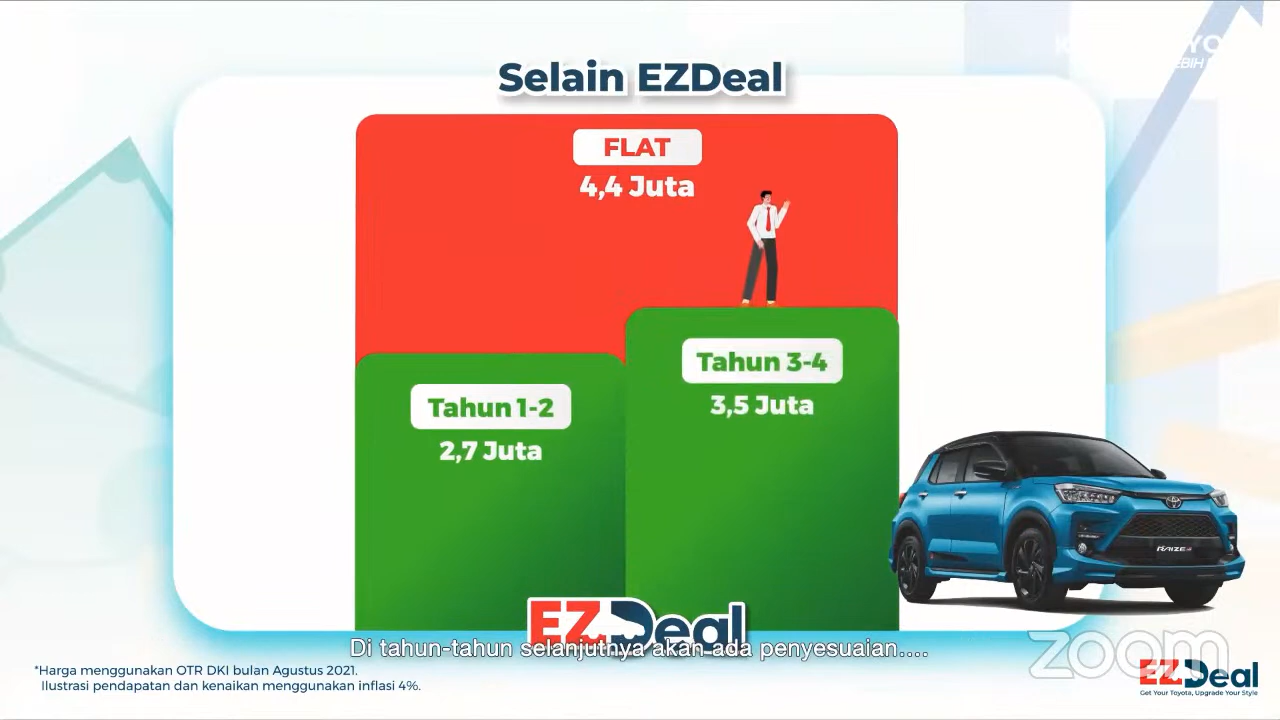 Selain EZDeal
FLAT
4,4 Juta
Tahun 3-4
3,5 Juta
Tahun 1-2
2,7 Juta
RAIZE
EZDeal
Di tahun-tahun selanjutnya akan ada penyesuaian....
*Harga menggunakan OTR DKI bulan Agustus 2021.
Ilustrasi pendapatan dan kenaikan menggunakan inflasi 4%.
zoom
EZDeal
Get Your Toyota, Upgrade Your Style